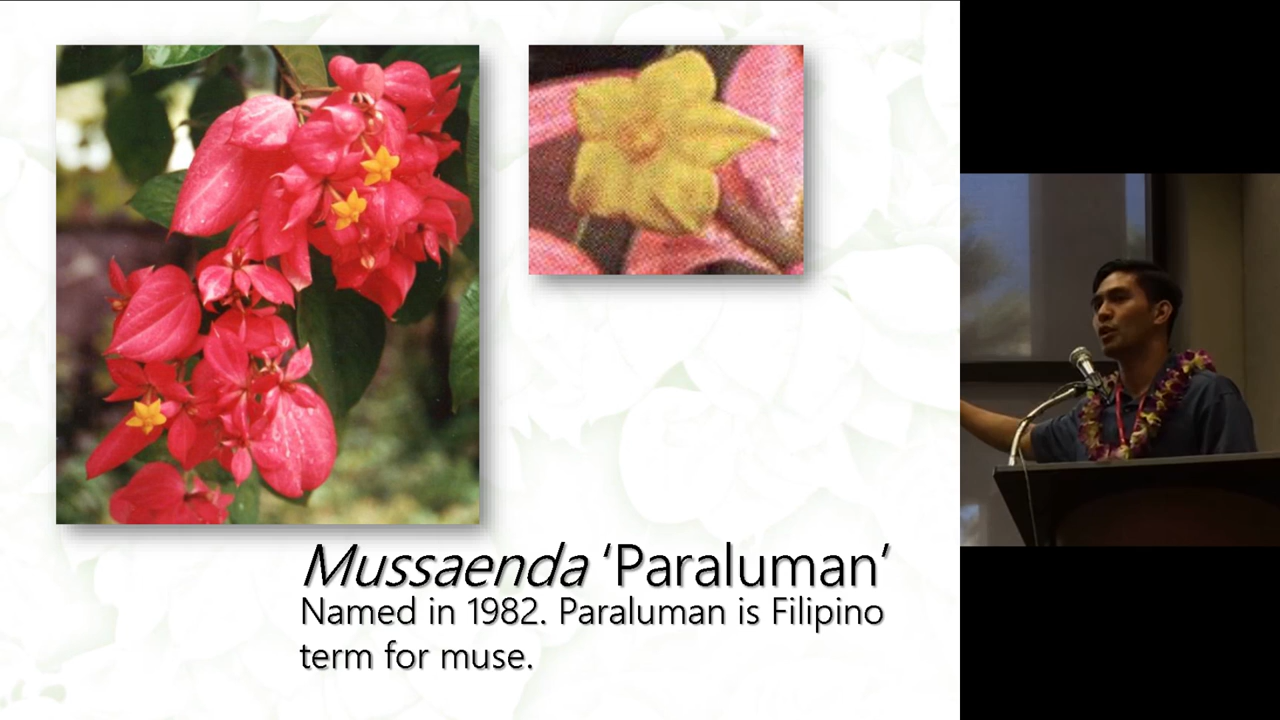 Mussaenda ‘Paraluman’
Named in 1982. Paraluman is Filipino
term for muse.